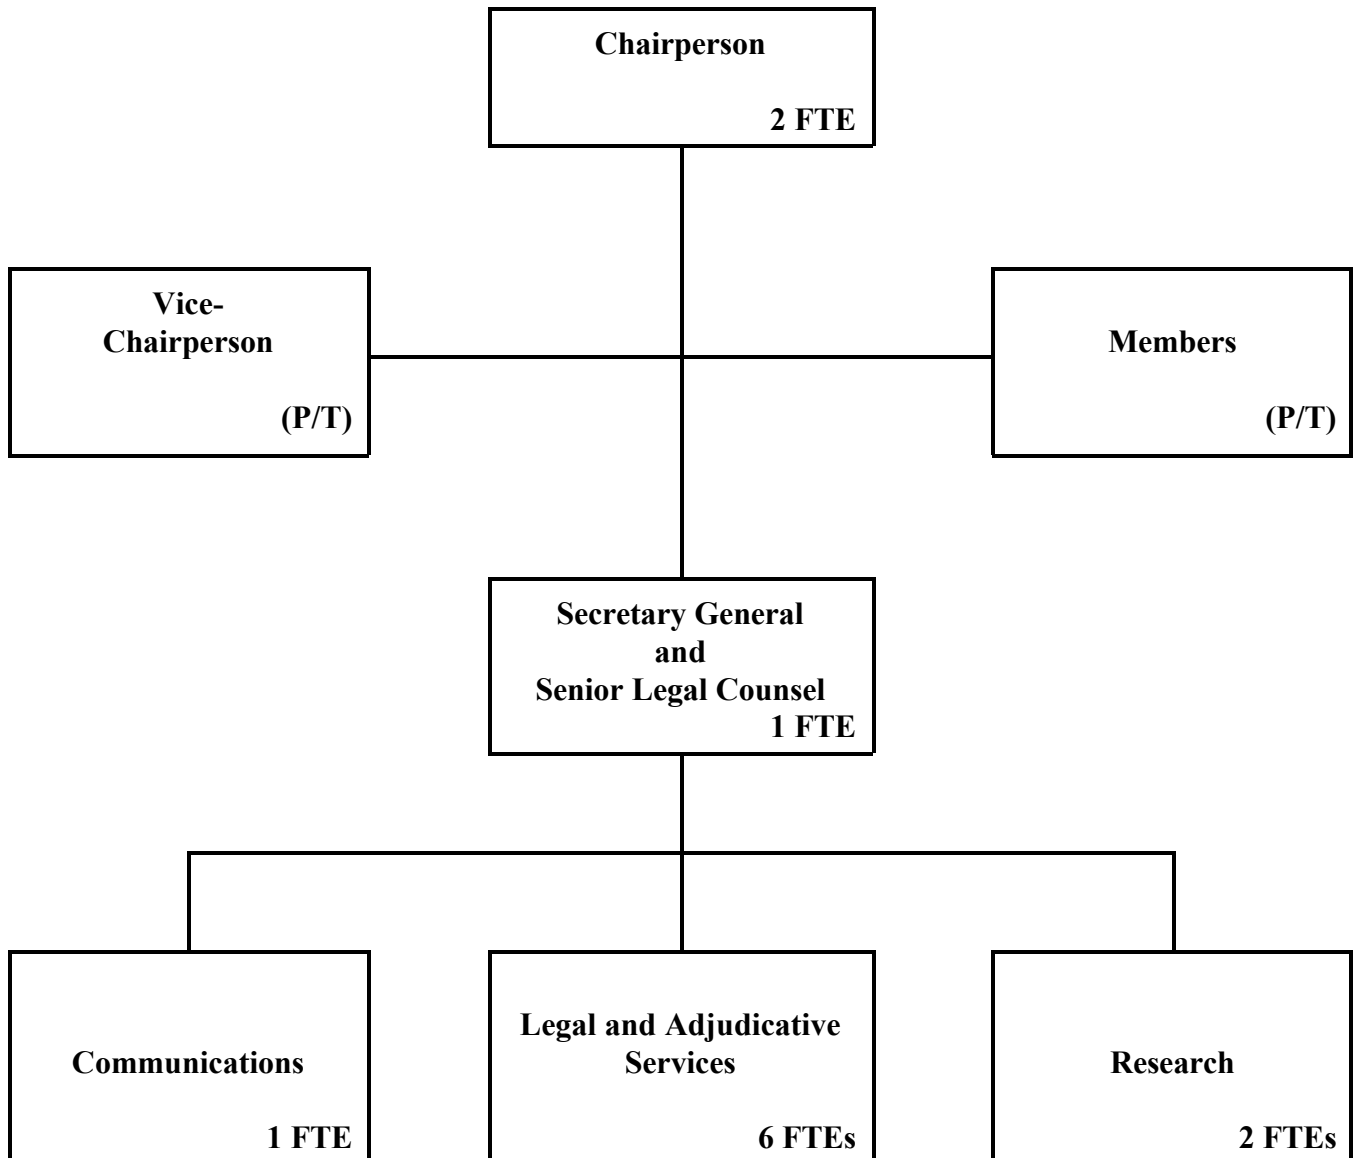 Chairperson
2 FTE
Vice-
Chairperson
(P/T)
Members
(P/T)
Secretary General
and
Senior Legal Counsel
1 FTE
Communications
1 FTE
Legal and Adjudicative
Services
6 FTEs
Research
2 FTEs